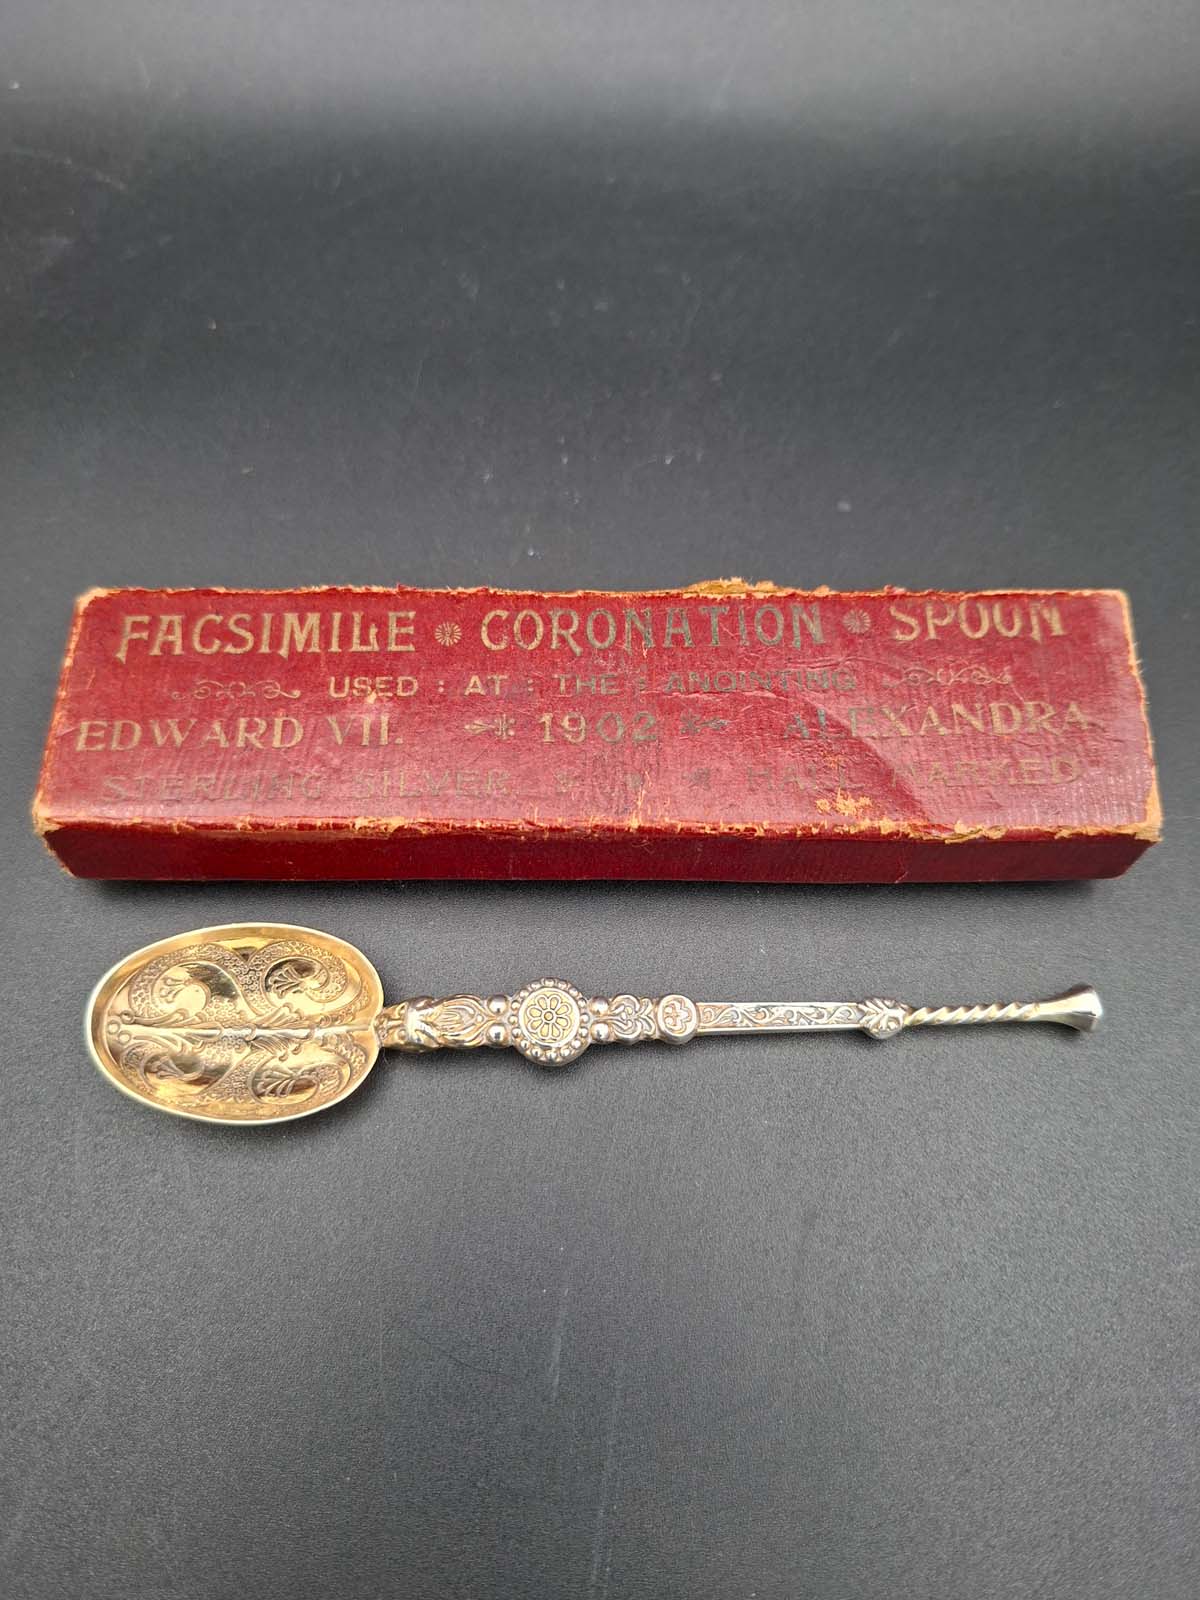 FACSIMILE CORONATION SPOON
USED : AT : THE : ANOINTING
EDWARD VII. 1902 ALEXANDRA
STERLING SILVER HALL MARKED